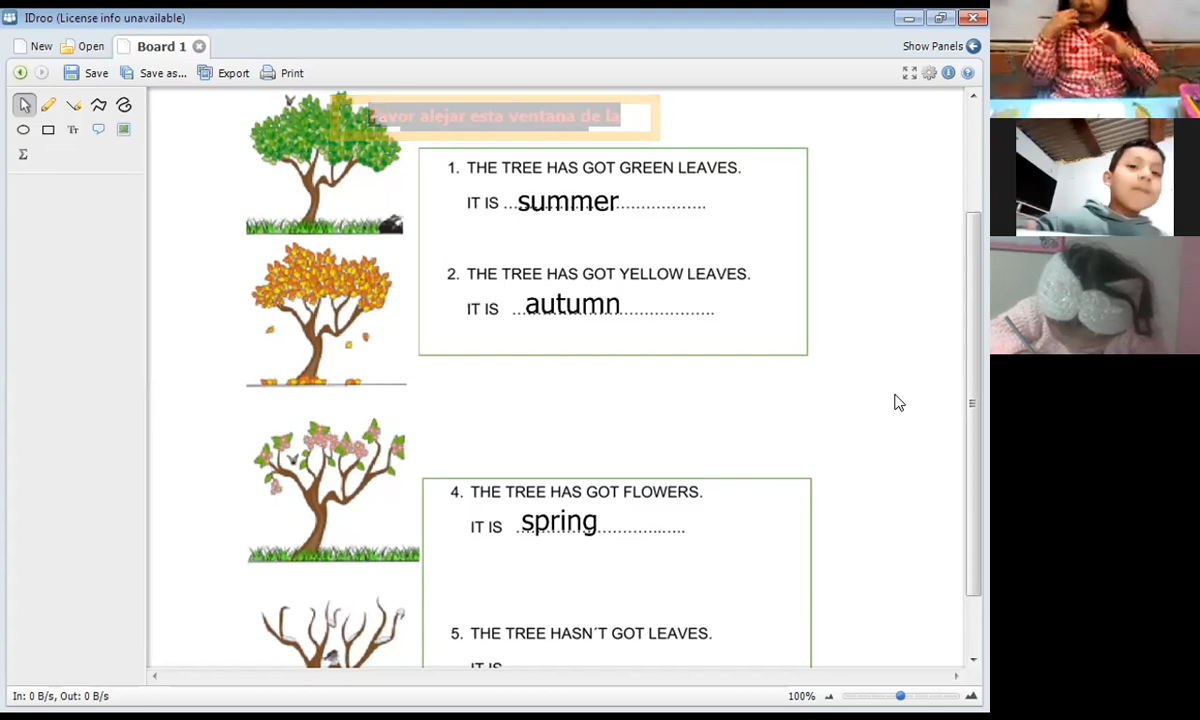 IDroo (License info unavailable)
New Open Board 1 Show Panels
Save Save as... Export Print
Favor alejar esta ventana de la
1. THE TREE HAS GOT GREEN LEAVES.
IT IS ...summer.................
2. THE TREE HAS GOT YELLOW LEAVES.
IT IS ...autumn.................
4. THE TREE HAS GOT FLOWERS.
IT IS ...spring.................
5. THE TREE HASN´T GOT LEAVES.
IT IS
In: 0 B/s, Out: 0 B/s 100%